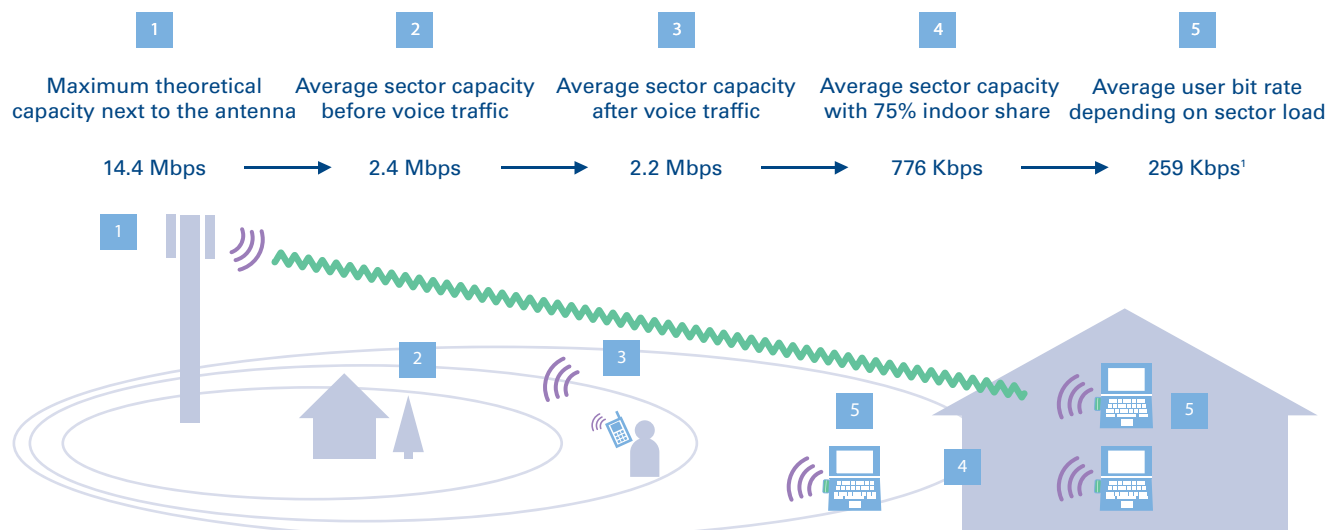 1 2 3 4 5
Maximum theoretical Average sector capacity Average sector capacity Average sector capacity Average user bit rate
capacity next to the antenna before voice traffic after voice traffic with 75% indoor share depending on sector load
14.4 Mbps 2.4 Mbps 2.2 Mbps 776 Kbps 259 Kbps¹
1
2
3
5
5
4